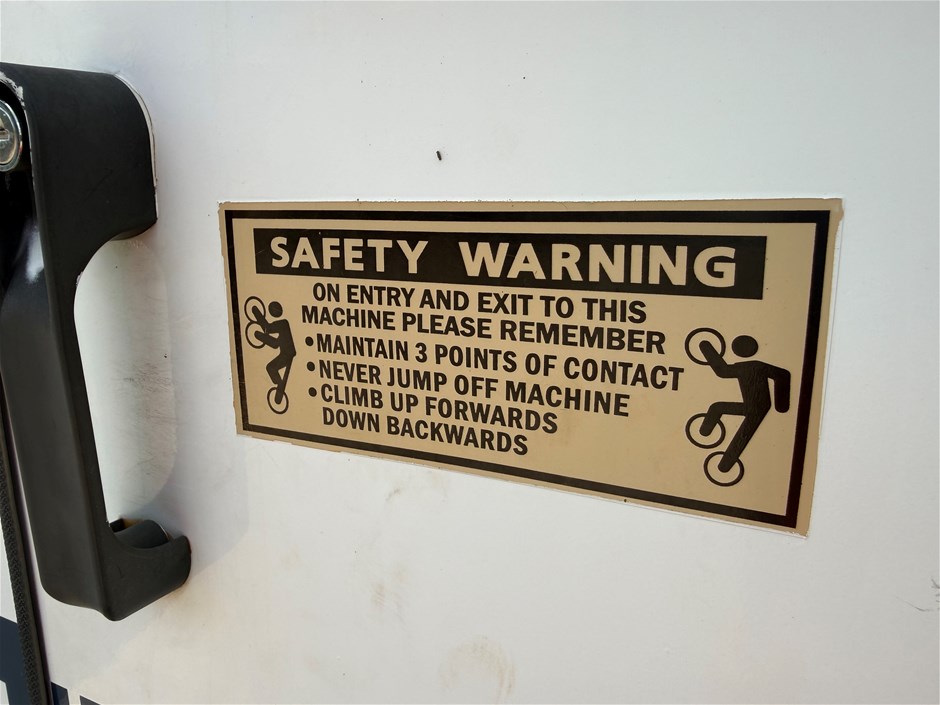 SAFETY WARNING
ON ENTRY AND EXIT TO THIS
MACHINE PLEASE REMEMBER
•MAINTAIN 3 POINTS OF CONTACT
•NEVER JUMP OFF MACHINE
•CLIMB UP FORWARDS
DOWN BACKWARDS